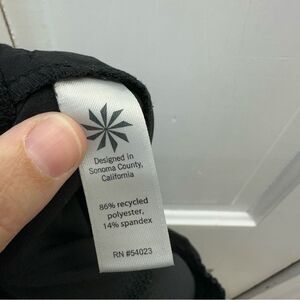 Designed in
Sonoma County,
California
86% recycled
polyester,
14% spandex
RN #54023